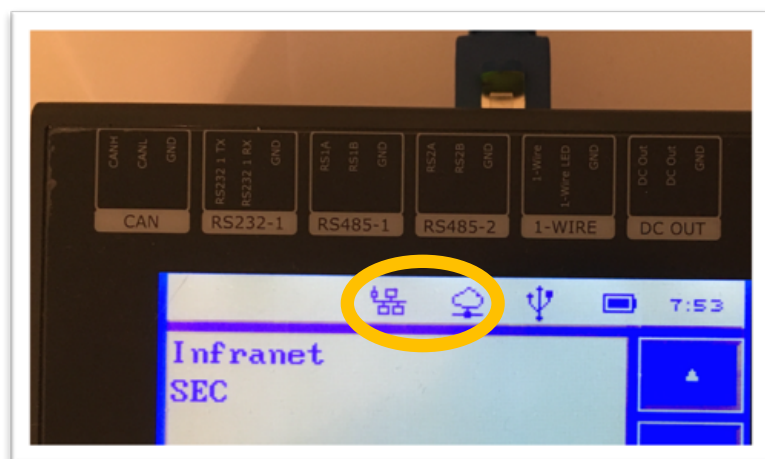 CANH CANL GND
RS232 1 TX RS232 1 RX GND
RS1A RS1B GND
RS2A RS2B GND
1-Wire 1-Wire LED GND
DC Out DC Out GND
CAN RS232-1 RS485-1 RS485-2 1-WIRE DC OUT
7:53
Infranet
SEC